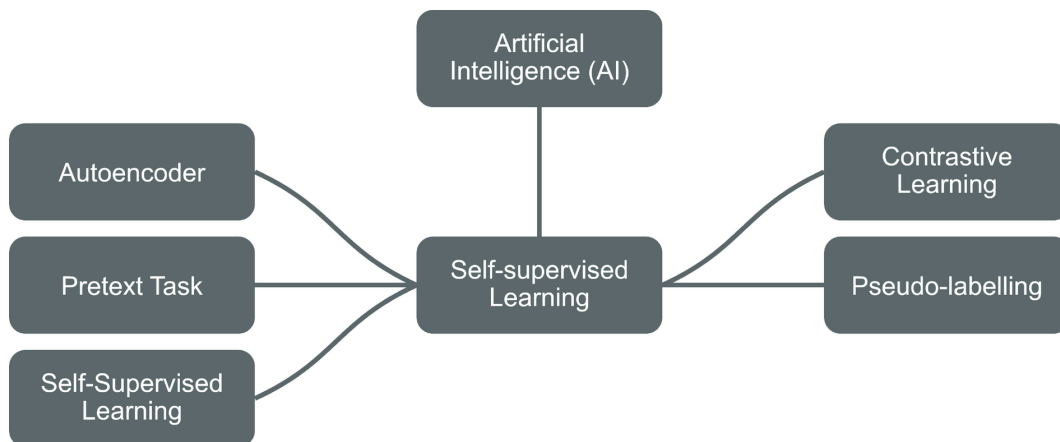 Artificial
Intelligence (AI)
Autoencoder
Pretext Task
Self-Supervised
Learning
Self-supervised
Learning
Contrastive
Learning
Pseudo-labelling